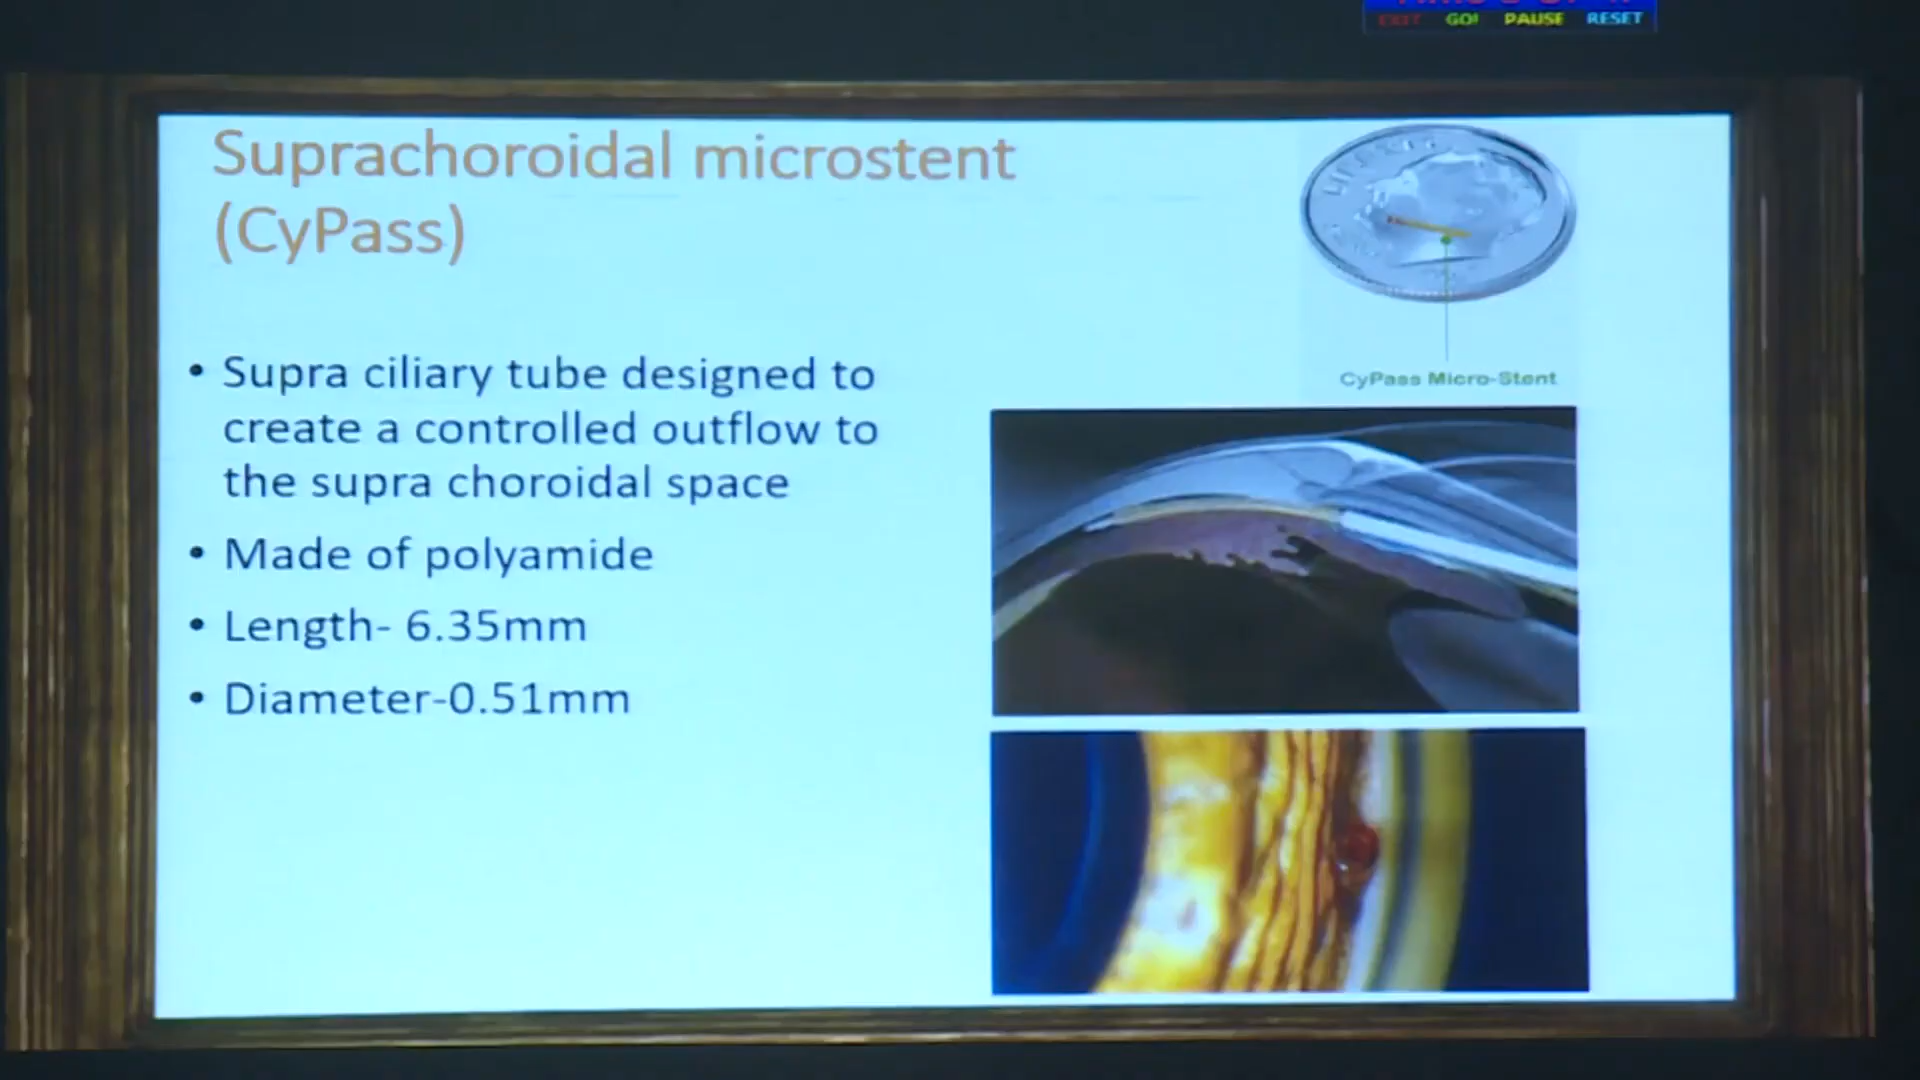 EXIT GO! PAUSE RESET
Suprachoroidal microstent
(CyPass)
• Supra ciliary tube designed to
create a controlled outflow to
the supra choroidal space
• Made of polyamide
• Length- 6.35mm
• Diameter-0.51mm
CyPass Micro-Stent